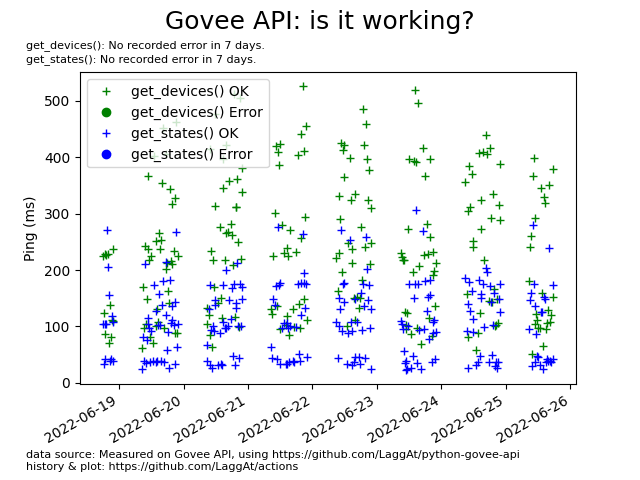 Govee API: is it working?
get_devices(): No recorded error in 7 days.
get_states(): No recorded error in 7 days.
get_devices() OK
get_devices() Error
get_states() OK
get_states() Error
Ping (ms)
500
400
300
200
100
0
2022-06-19
2022-06-20
2022-06-21
2022-06-22
2022-06-23
2022-06-24
2022-06-25
2022-06-26
data source: Measured on Govee API, using https://github.com/LaggAt/python-govee-api
history & plot: https://github.com/LaggAt/actions